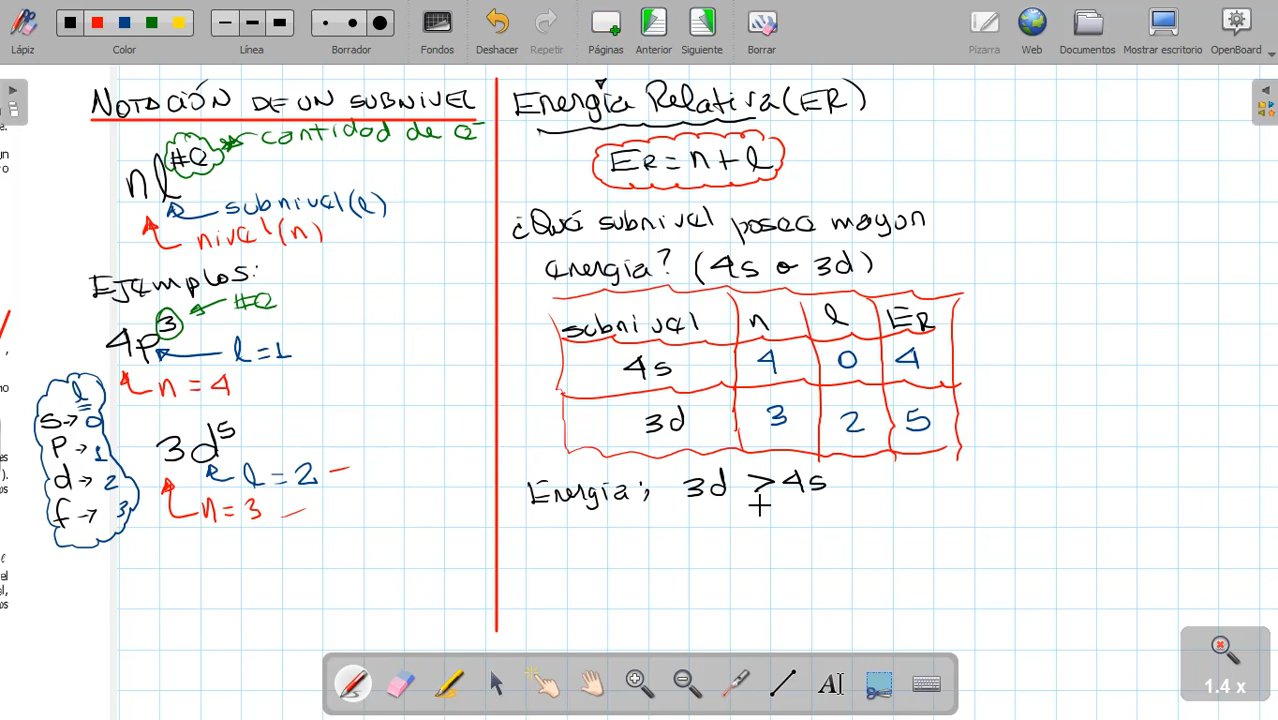 Lápiz
Color
Línea
Borrador
Fondos
Deshacer
Repetir
Páginas
Anterior
Siguiente
Borrar
Pizarra
Web
Documentos
Mostrar escritorio
OpenBoard
NOTACIÓN DE UN SUBNIVEL
nl#e
cantidad de e-
subnivel(l)
nivel(n)
Ejemplos:
4p3
#e
l=1
n = 4
l
s→0
p→1
d→2
f→3
3d5
l=2
n=3
Energía Relativa(ER)
ER=n+l
¿Qué subnivel posee mayor
energía? (4s o 3d)
subnivel n l ER
4s 4 0 4
3d 3 2 5
Energía: 3d > 4s
1.4 x